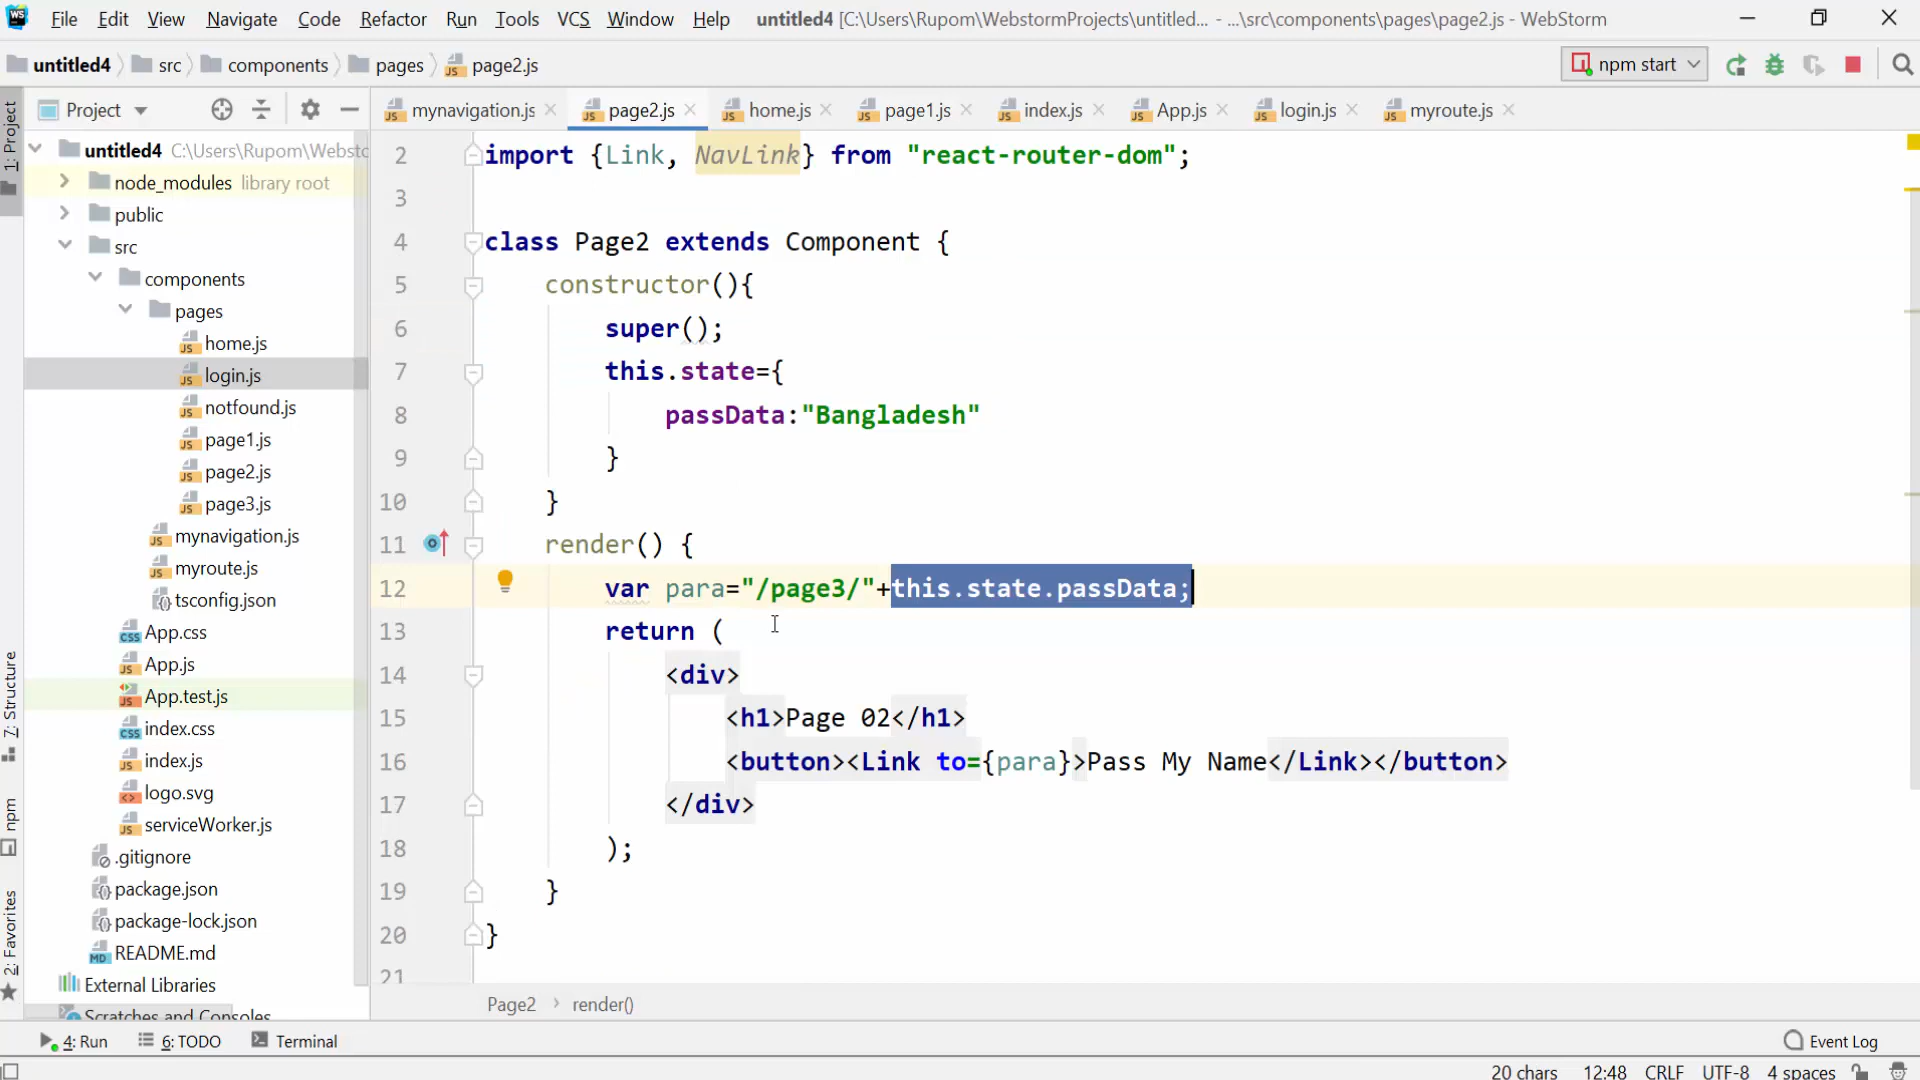 WS File Edit View Navigate Code Refactor Run Tools VCS Window Help untitled4 [C:\Users\Rupom\WebstormProjects\untitled... - ...\src\components\pages\page2.js - WebStorm
untitled4 src components pages page2.js npm start
Project
mynavigation.js page2.js home.js page1.js index.js App.js login.js myroute.js
1: Project
7: Structure
npm
2: Favorites
untitled4 C:\Users\Rupom\Webstc
node_modules library root
public
src
components
pages
home.js
login.js
notfound.js
page1.js
page2.js
page3.js
mynavigation.js
myroute.js
tsconfig.json
App.css
App.js
App.test.js
index.css
index.js
logo.svg
serviceWorker.js
.gitignore
package.json
package-lock.json
README.md
External Libraries
Scratches and Consoles
2 import {Link, NavLink} from "react-router-dom";
3
4 class Page2 extends Component {
5 constructor(){
6 super();
7 this.state={
8 passData:"Bangladesh"
9 }
10 }
11 render() {
12 var para="/page3/"+this.state.passData;
13 return (
14 <div>
15 <h1>Page 02</h1>
16 <button><Link to={para}>Pass My Name</Link></button>
17 </div>
18 );
19 }
20 }
21
Page2 render()
4: Run 6: TODO Terminal Event Log
20 chars 12:48 CRLF UTF-8 4 spaces